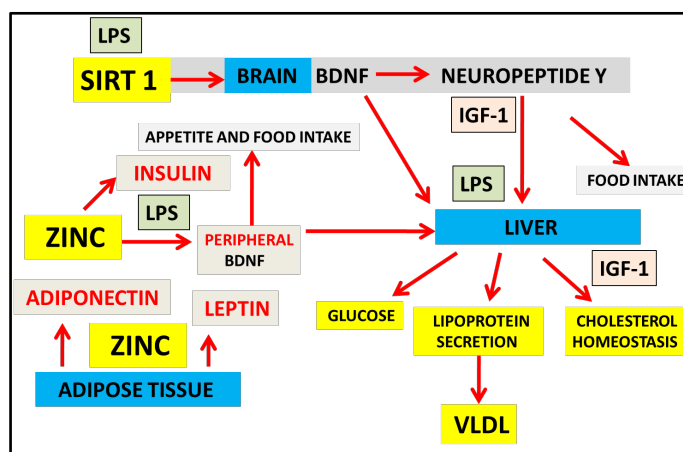 LPS
SIRT 1
BRAIN
BDNF
NEUROPEPTIDE Y
IGF-1
APPETITE AND FOOD INTAKE
INSULIN
LPS
FOOD INTAKE
LPS
ZINC
PERIPHERAL
BDNF
LIVER
IGF-1
ADIPONECTIN
LEPTIN
GLUCOSE
LIPOPROTEIN
SECRETION
CHOLESTEROL
HOMEOSTASIS
ZINC
ADIPOSE TISSUE
VLDL